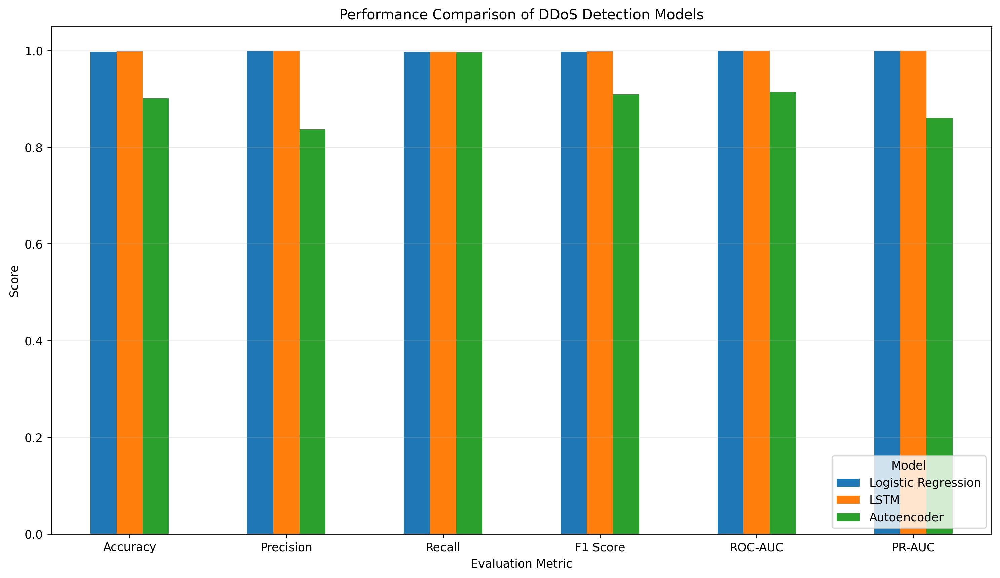 Performance Comparison of DDoS Detection Models
1.0
0.8
0.6
0.4
0.2
0.0
Score
Accuracy
Precision
Recall
F1 Score
ROC-AUC
PR-AUC
Evaluation Metric
Model
Logistic Regression
LSTM
Autoencoder